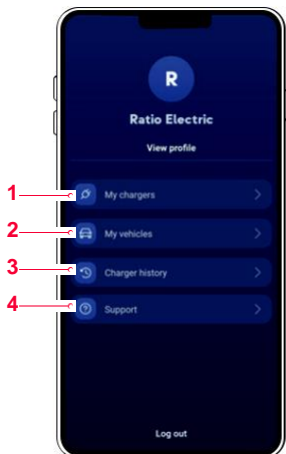 R
Ratio Electric
View profile
1 My chargers
2 My vehicles
3 Charger history
4 Support
Log out